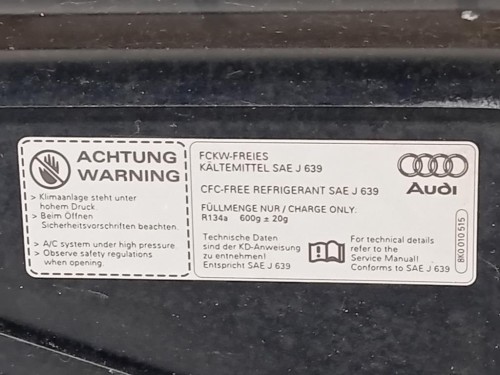 ACHTUNG
WARNING
> Klimaanlage steht unter
hohem Druck
> Beim Öffnen
Sicherheitsvorschriften beachten.
> A/C system under high pressure
> Observe safety regulations
when opening.
FCKW-FREIES
KÄLTEMITTEL SAE J 639
CFC-FREE REFRIGERANT SAE J 639
FÜLLMENGE NUR / CHARGE ONLY:
R134a 600g ± 20g
Technische Daten
sind der KD-Anweisung
zu entnehmen!
Entspricht SAE J 639
For technical details
refer to the
Service Manual!
Conforms to SAE J 639
Audi
8K0 010 515